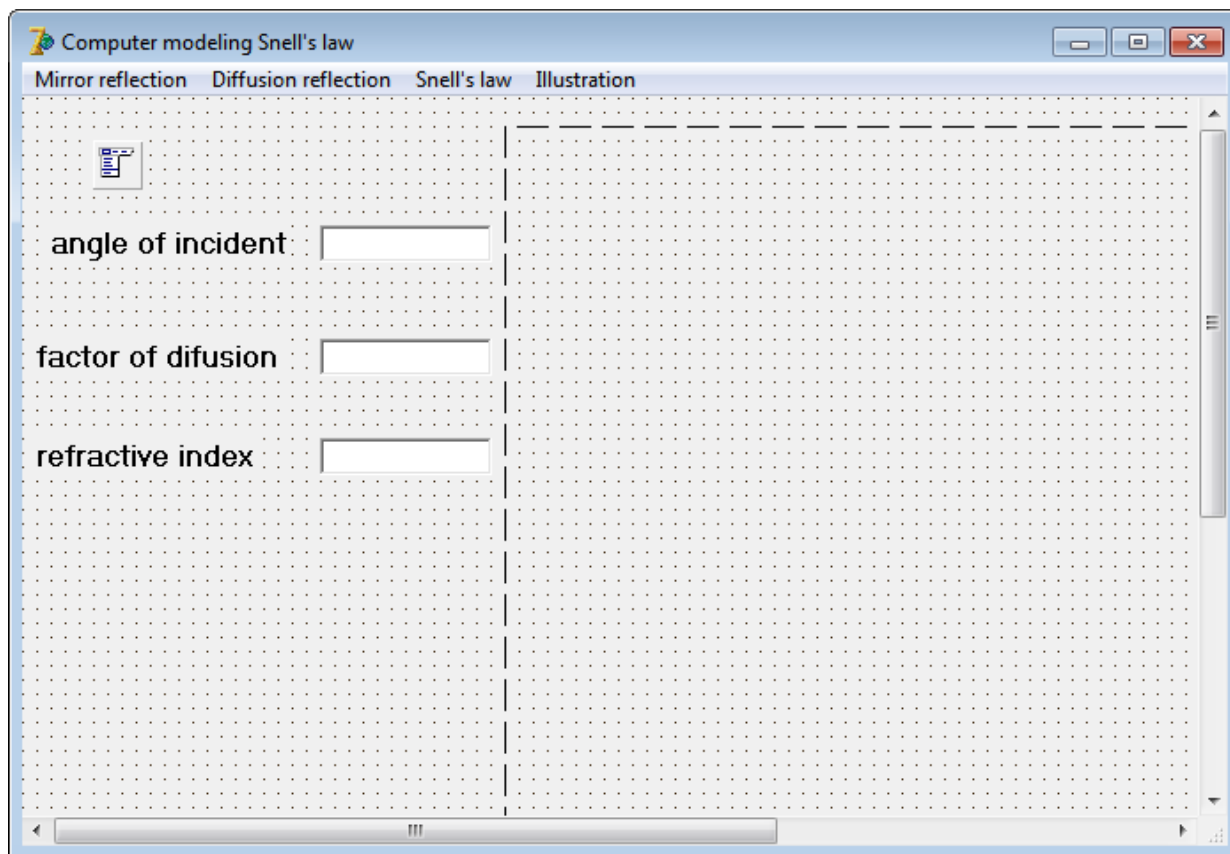 Computer modeling Snell's law
Mirror reflection Diffusion reflection Snell's law Illustration
angle of incident
factor of difusion
refractive index